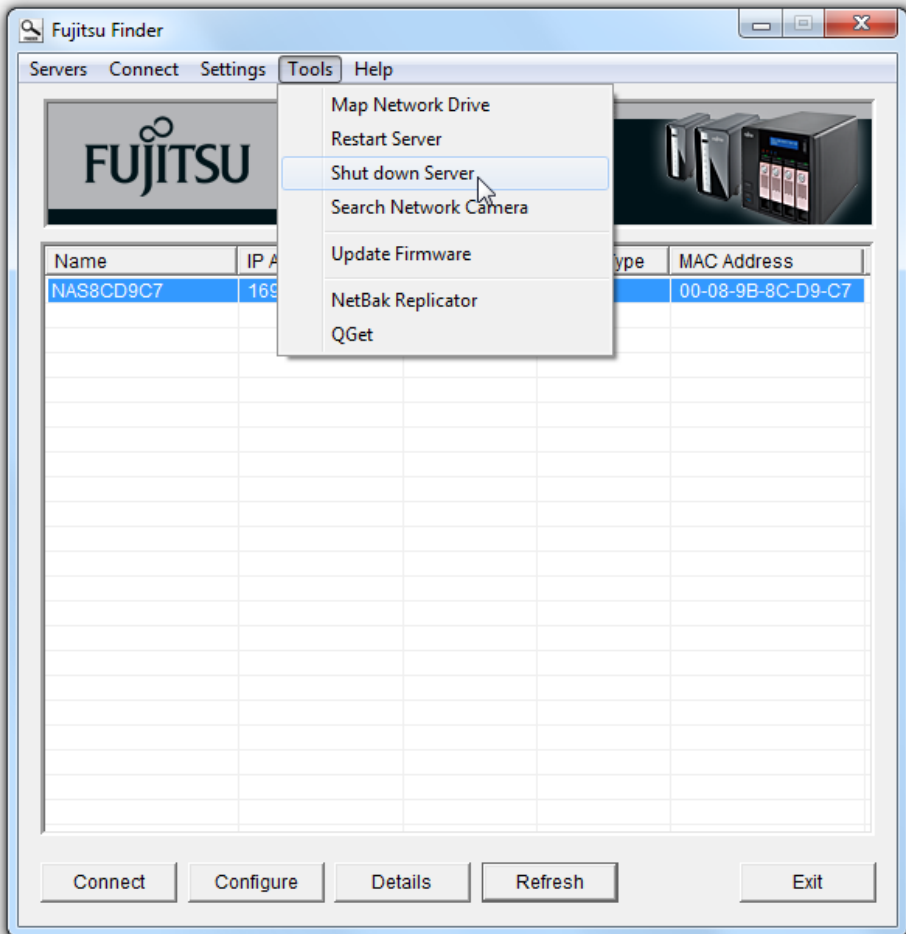 Fujitsu Finder
Servers Connect Settings Tools Help
FUJITSU
Map Network Drive
Restart Server
Shut down Server
Search Network Camera
Update Firmware
NetBak Replicator
QGet
Name IP A ype MAC Address
NAS8CD9C7 169 00-08-9B-8C-D9-C7
Connect Configure Details Refresh Exit